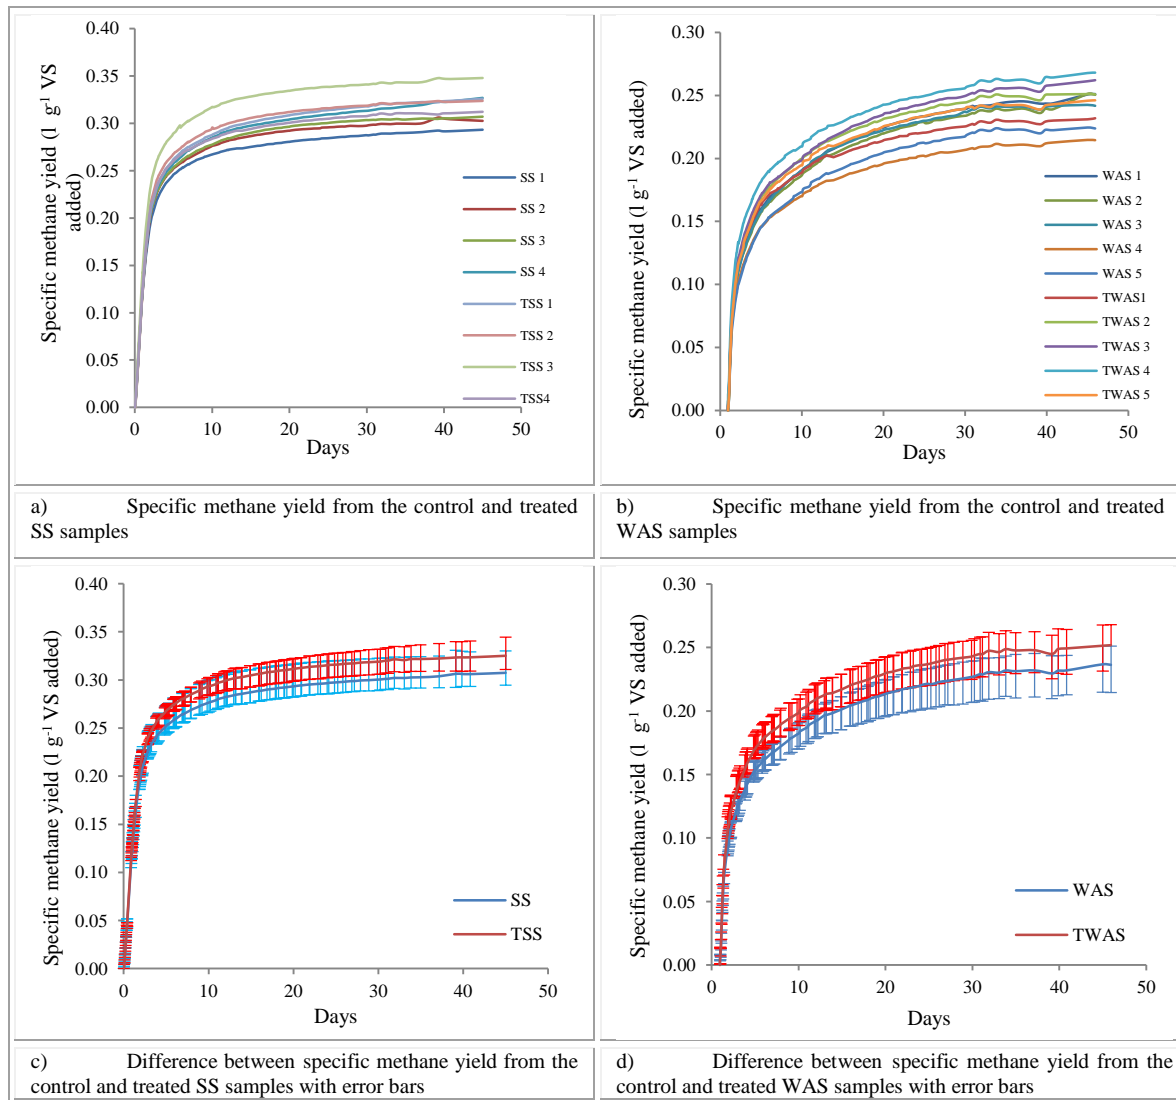 Specific methane yield (l g-1 VS
added)
0.40
0.35
0.30
0.25
0.20
0.15
0.10
0.05
0.00
0
10
20
30
40
50
Days
SS 1
SS 2
SS 3
SS 4
TSS 1
TSS 2
TSS 3
TSS4
Specific methane yield (l g-1 VS added)
0.30
0.25
0.20
0.15
0.10
0.05
0.00
0
10
20
30
40
50
Days
WAS 1
WAS 2
WAS 3
WAS 4
WAS 5
TWAS1
TWAS 2
TWAS 3
TWAS 4
TWAS 5
a) Specific methane yield from the control and treated
SS samples
b) Specific methane yield from the control and treated
WAS samples
Specific methane yield (l g-1 VS added)
0.40
0.35
0.30
0.25
0.20
0.15
0.10
0.05
0.00
0
10
20
30
40
50
Days
SS
TSS
Specific methane yield (l g-1 VS added)
0.30
0.25
0.20
0.15
0.10
0.05
0.00
0
10
20
30
40
50
Days
WAS
TWAS
c) Difference between specific methane yield from the
control and treated SS samples with error bars
d) Difference between specific methane yield from the
control and treated WAS samples with error bars